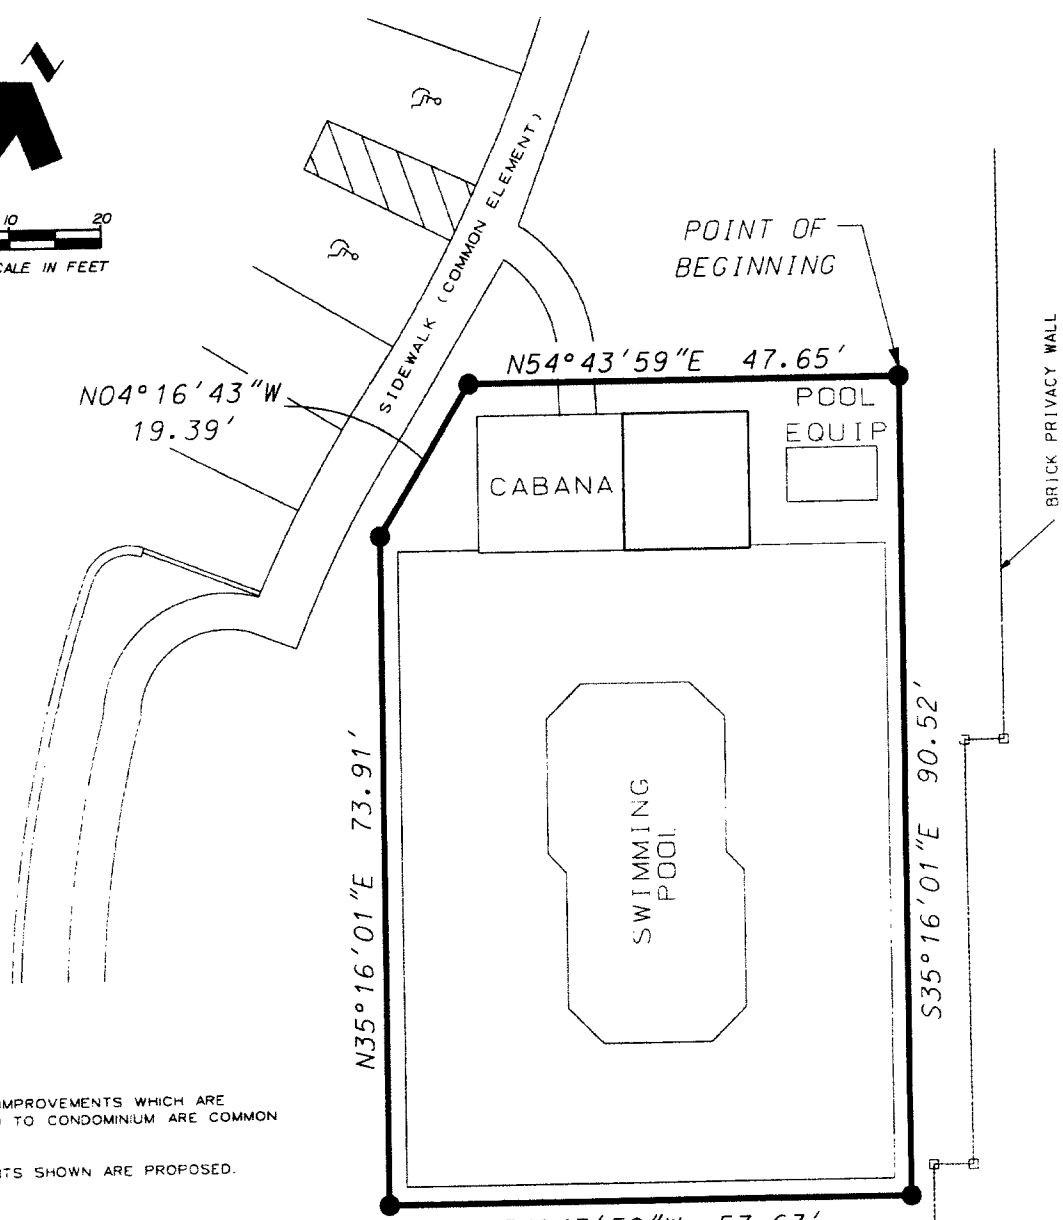 10 20
SCALE IN FEET
SIDEWALK (COMMON ELEMENT)
POINT OF
BEGINNING
N04°16'43"W
19.39'
N54°43'59"E 47.65'
POOL
EQUIP
CABANA
BRICK PRIVACY WALL
N35°16'01"E 73.91'
SWIMMING
POOL
S35°16'01"E 90.52'
IMPROVEMENTS WHICH ARE
TO CONDOMINIUM ARE COMMON
TS SHOWN ARE PROPOSED.
57.67'